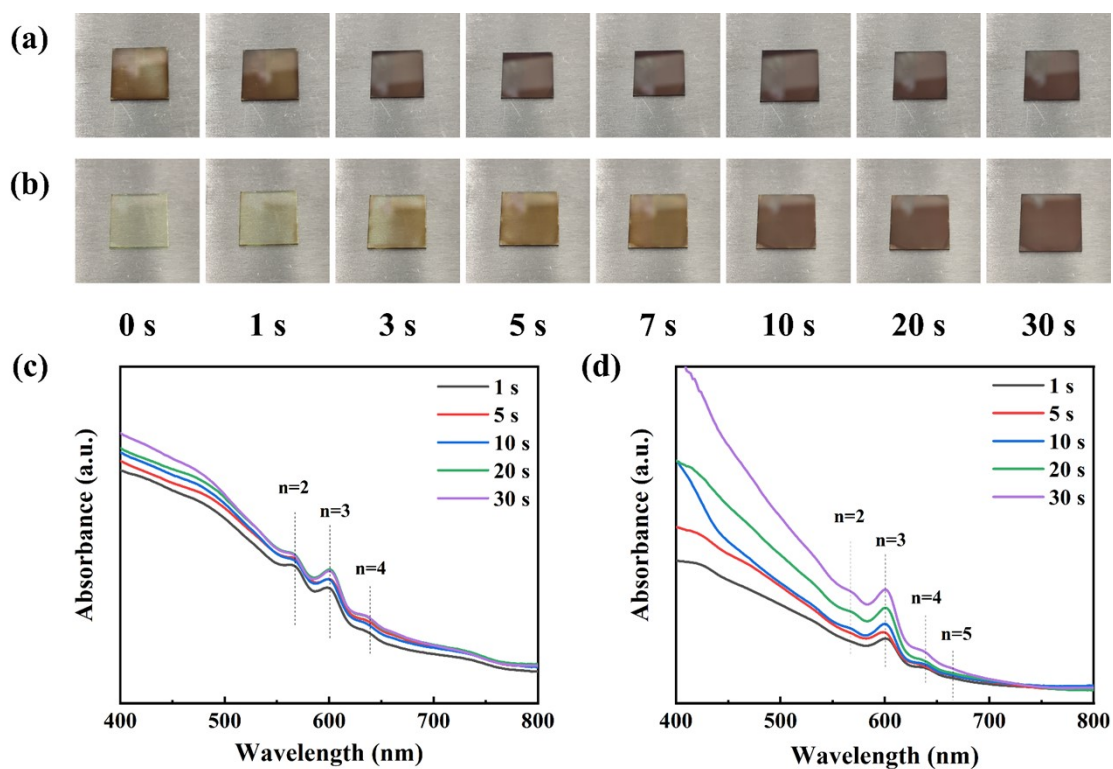 (a)
(b)
0 s 1 s 3 s 5 s 7 s 10 s 20 s 30 s
(c)
Absorbance (a.u.)
1 s
5 s
10 s
20 s
30 s
n=2
n=3
n=4
400 500 600 700 800
Wavelength (nm)
(d)
Absorbance (a.u.)
1 s
5 s
10 s
20 s
30 s
n=2
n=3
n=4
n=5
400 500 600 700 800
Wavelength (nm)